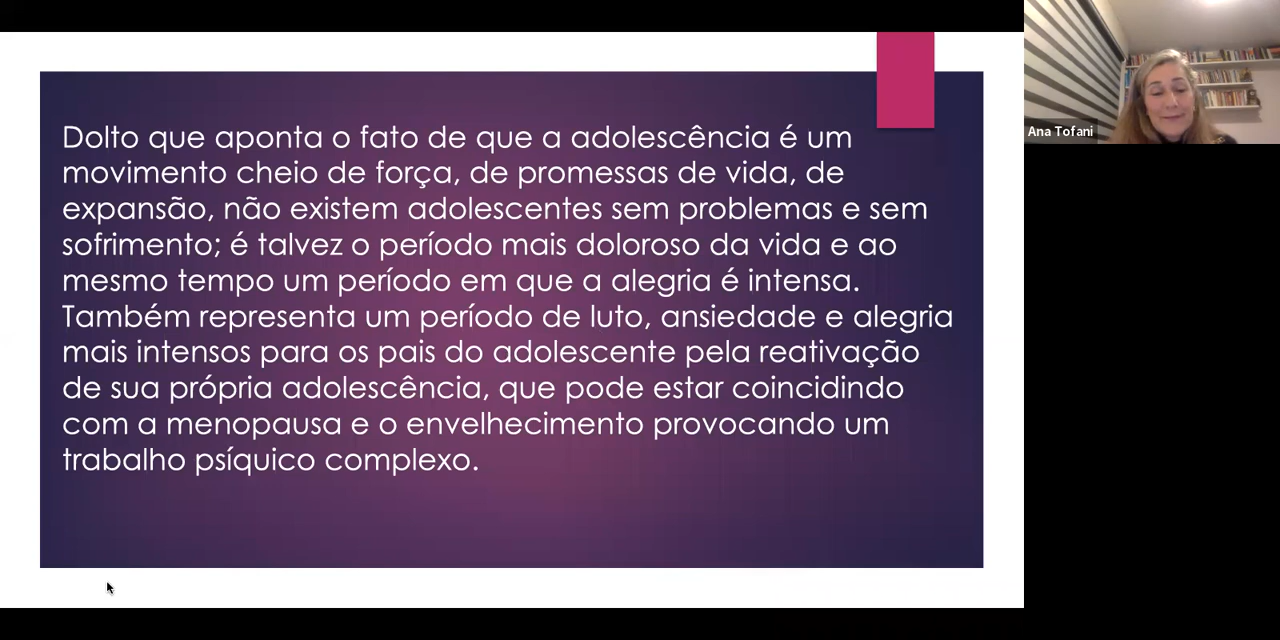 Dolto que aponta o fato de que a adolescência é um
movimento cheio de força, de promessas de vida, de
expansão, não existem adolescentes sem problemas e sem
sofrimento; é talvez o período mais doloroso da vida e ao
mesmo tempo um período em que a alegria é intensa.
Também representa um período de luto, ansiedade e alegria
mais intensos para os pais do adolescente pela reativação
de sua própria adolescência, que pode estar coincidindo
com a menopausa e o envelhecimento provocando um
trabalho psíquico complexo.
Ana Tofani